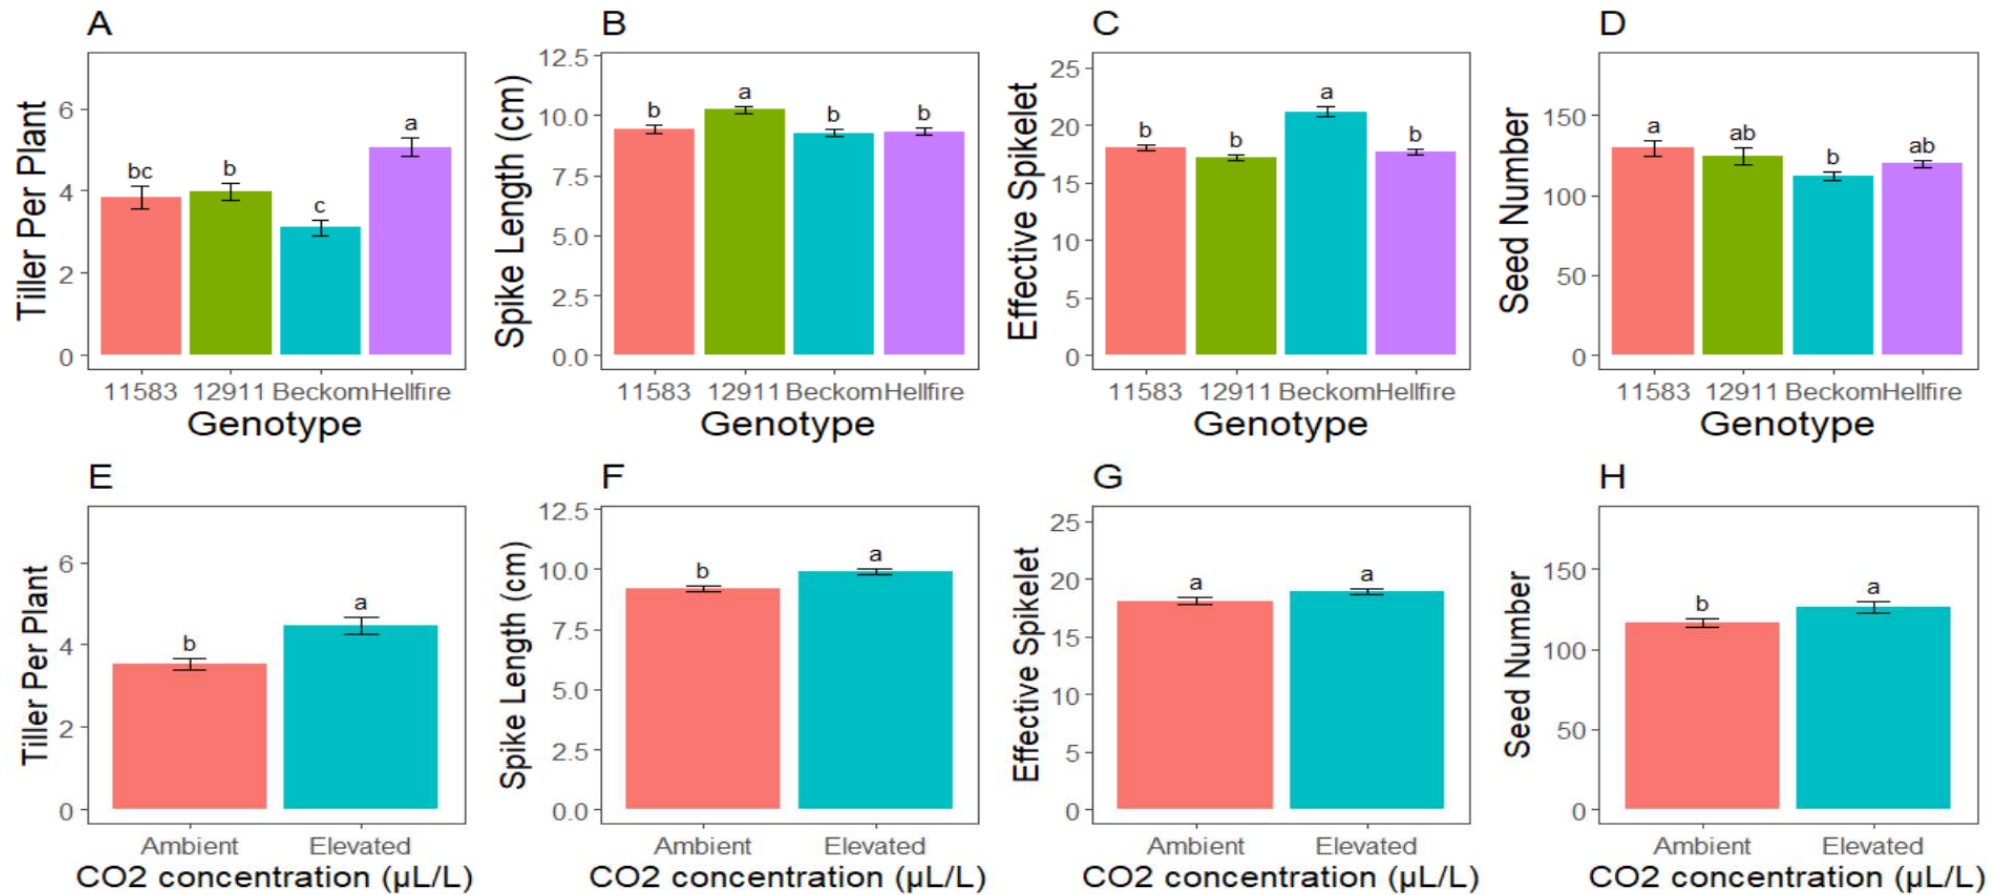 A B C D
Tiller Per Plant
6
4
2
0
bc b c a
11583 12911 Beckom Hellfire
Genotype
Spike Length (cm)
12.5
10.0
7.5
5.0
2.5
0.0
b a b b
11583 12911 Beckom Hellfire
Genotype
Effective Spikelet
25
20
15
10
5
0
b b a b
11583 12911 Beckom Hellfire
Genotype
Seed Number
150
100
50
0
a ab b ab
11583 12911 Beckom Hellfire
Genotype
E F G H
Tiller Per Plant
6
4
2
0
b a
Ambient Elevated
CO2 concentration (µL/L)
Spike Length (cm)
12.5
10.0
7.5
5.0
2.5
0.0
b a
Ambient Elevated
CO2 concentration (µL/L)
Effective Spikelet
25
20
15
10
5
0
a a
Ambient Elevated
CO2 concentration (µL/L)
Seed Number
150
100
50
0
b a
Ambient Elevated
CO2 concentration (µL/L)